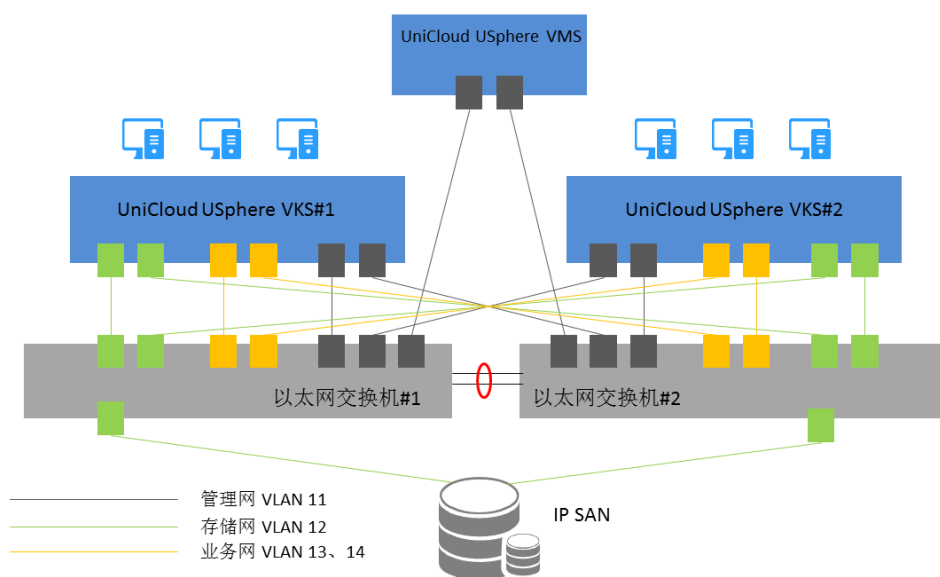 UniCloud USphere VMS
UniCloud USphere VKS#1
UniCloud USphere VKS#2
以太网交换机#1
以太网交换机#2
IP SAN
管理网 VLAN 11
存储网 VLAN 12
业务网 VLAN 13、14